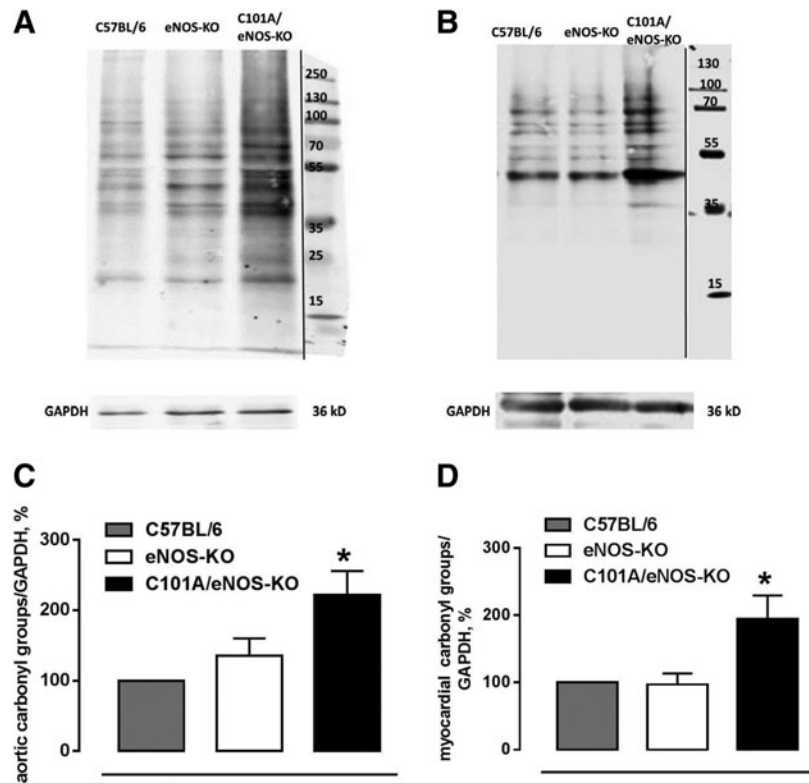 A
C57BL/6 eNOS-KO C101A/
eNOS-KO
250
130
100
70
55
35
25
15
GAPDH 36 kD
B
C57BL/6 eNOS-KO C101A/
eNOS-KO
130
100
70
55
35
15
GAPDH 36 kD
C
aortic carbonyl groups/GAPDH, %
300
200
100
0
C57BL/6
eNOS-KO
C101A/eNOS-KO
*
D
myocardial carbonyl groups/
GAPDH, %
300
200
100
0
C57BL/6
eNOS-KO
C101A/eNOS-KO
*